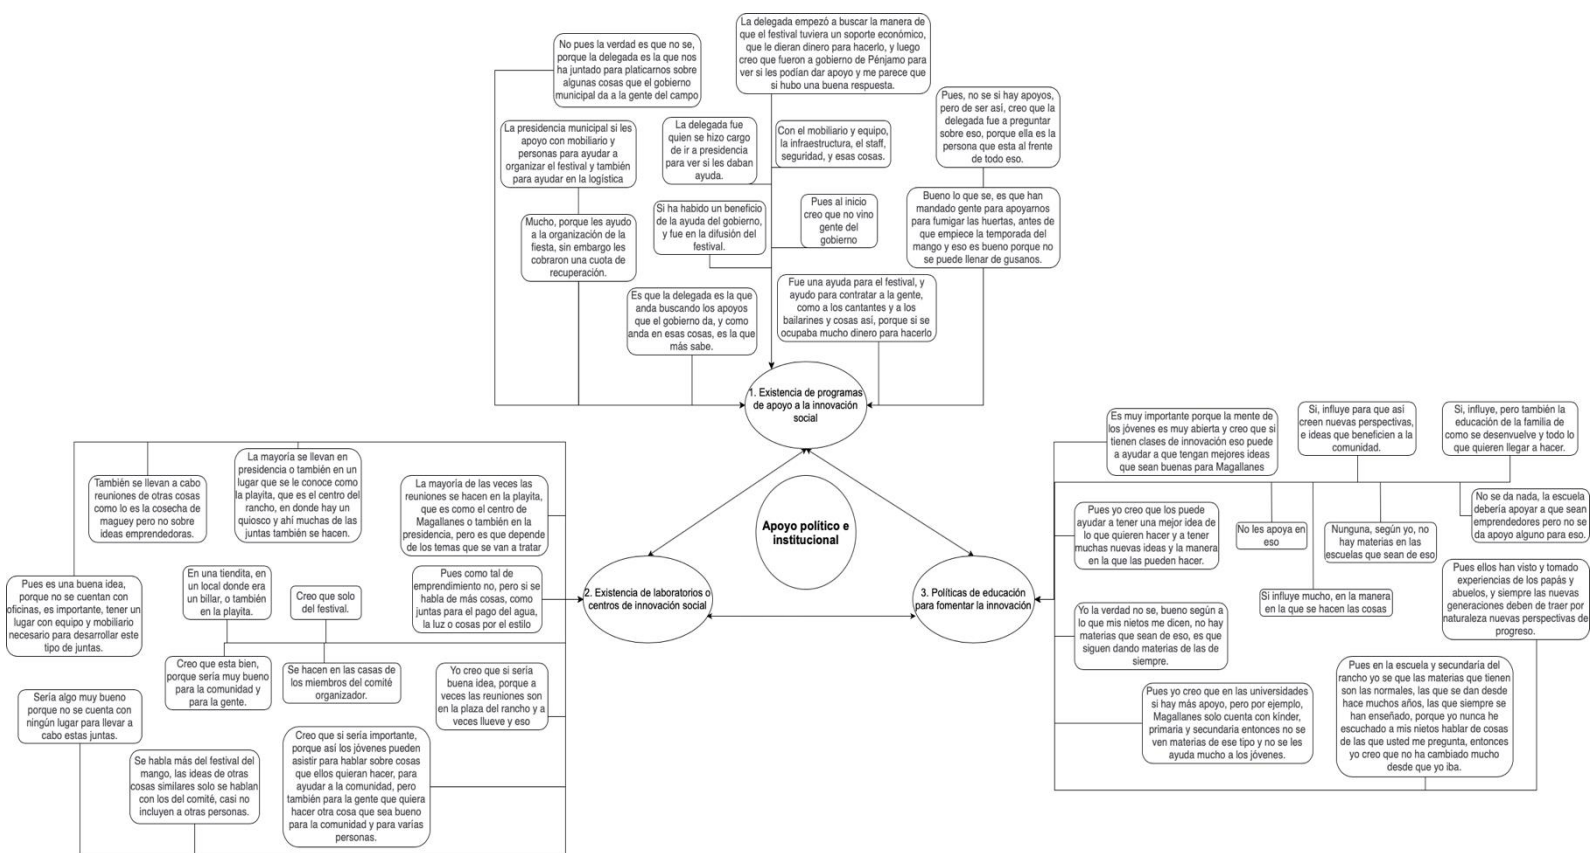 No pues la verdad es que no se,
porque la delegada es la que nos
ha juntado para platicarnos sobre
algunas cosas que el gobierno
municipal da a la gente del campo
La delegada empezó a buscar la manera de
que el festival tuviera un soporte económico,
que le dieran dinero para hacerlo, y luego
creo que fueron a gobierno de Pénjamo para
ver si les podían dar apoyo y me parece que
si hubo una buena respuesta.
Pues, no se si hay apoyos,
pero de ser así, creo que la
delegada fue a preguntar
sobre eso, porque ella es la
persona que esta al frente
de todo eso.
La presidencia municipal si les
apoyo con mobiliario y
personas para ayudar a
organizar el festival y también
para ayudar en la logística
La delegada fue
quien se hizo cargo
de ir a presidencia
para ver si les daban
ayuda.
Con el mobiliario y equipo,
la infraestructura, el staff,
seguridad, y esas cosas.
Mucho, porque les ayudo
a la organización de la
fiesta, sin embargo les
cobraron una cuota de
recuperación.
Si ha habido un beneficio
de la ayuda del gobierno,
y fue en la difusión del
festival.
Pues al inicio
creo que no vino
gente del
gobierno
Bueno lo que se, es que han
mandado gente para apoyarnos
para fumigar las huertas, antes de
que empiece la temporada del
mango y eso es bueno porque no
se puede llenar de gusanos.
Es que la delegada es la que
anda buscando los apoyos
que el gobierno da, y como
anda en esas cosas, es la que
más sabe.
Fue una ayuda para el festival, y
ayudo para contratar a la gente,
como a los cantantes y a los
bailarines y cosas así, porque si se
ocupaba mucho dinero para hacerlo
1. Existencia de programas
de apoyo a la innovación
social
Apoyo político e
institucional
2. Existencia de laboratorios o
centros de innovación social
3. Políticas de educación
para fomentar la innovación
También se llevan a cabo
reuniones de otras cosas
como lo es la cosecha de
maguey pero no sobre
ideas emprendedoras.
La mayoría se llevan en
presidencia o también en un
lugar que se le conoce como
la playita, que es el centro del
rancho, en donde hay un
quiosco y ahí muchas de las
juntas también se hacen.
La mayoría de las veces las
reuniones se hacen en la playita,
que es como el centro de
Magallanes o también en la
presidencia, pero es que depende
de los temas que se van a tratar
Pues es una buena idea,
porque no se cuentan con
oficinas, es importante, tener un
lugar con equipo y mobiliario
necesario para desarrollar este
tipo de juntas.
En una tiendita, en
un local donde era
un billar, o también
en la playita.
Creo que solo
del festival.
Pues como tal de
emprendimiento no, pero si se
habla de más cosas, como
juntas para el pago del agua,
la luz o cosas por el estilo
Creo que esta bien,
porque sería muy bueno
para la comunidad y
para la gente.
Se hacen en las casas de
los miembros del comité
organizador.
Yo creo que si sería
buena idea, porque a
veces las reuniones son
en la plaza del rancho y a
veces llueve y eso
Sería algo muy bueno
porque no se cuenta con
ningún lugar para llevar a
cabo estas juntas.
Se habla más del festival del
mango, las ideas de otras
cosas similares solo se hablan
con los del comité, casi no
incluyen a otras personas.
Creo que si sería importante,
porque así los jóvenes pueden
asistir para hablar sobre cosas
que ellos quieran hacer, para
ayudar a la comunidad, pero
también para la gente que quiera
hacer otra cosa que sea bueno
para la comunidad y para varías
personas.
Es muy importante porque la mente de
los jóvenes es muy abierta y creo que si
tienen clases de innovación eso puede
a ayudar a que tengan mejores ideas
que sean buenas para Magallanes
Si, influye para que así
creen nuevas perspectivas,
e ideas que beneficien a la
comunidad.
Si, influye, pero también la
educación de la familia de
como se desenvuelve y todo lo
que quieren llegar a hacer.
Pues yo creo que los puede
ayudar a tener una mejor idea de
lo que quieren hacer y a tener
muchas nuevas ideas y la manera
en la que las pueden hacer.
No les apoya en
eso
Nunguna, según yo, no
hay materias en las
escuelas que sean de eso
No se da nada, la escuela
debería apoyar a que sean
emprendedores pero no se
da apoyo alguno para eso.
Si influye mucho, en la manera
en la que se hacen las cosas
Pues ellos han visto y tomado
experiencias de los papás y
abuelos, y siempre las nuevas
generaciones deben de traer por
naturaleza nuevas perspectivas de
progreso.
Yo la verdad no se, bueno según a
lo que mis nietos me dicen, no hay
materias que sean de eso, es que
siguen dando materias de las de
siempre.
Pues yo creo que en las universidades
si hay más apoyo, pero por ejemplo,
Magallanes solo cuenta con kínder,
primaria y secundaria entonces no se
ven materias de ese tipo y no se les
ayuda mucho a los jóvenes.
Pues en la escuela y secundaría del
rancho yo se que las materias que tienen
son las normales, las que se dan desde
hace muchos años, las que siempre se
han enseñado, porque yo nunca he
escuchado a mis nietos hablar de cosas
de las que usted me pregunta, entonces
yo creo que no ha cambiado mucho
desde que yo iba.